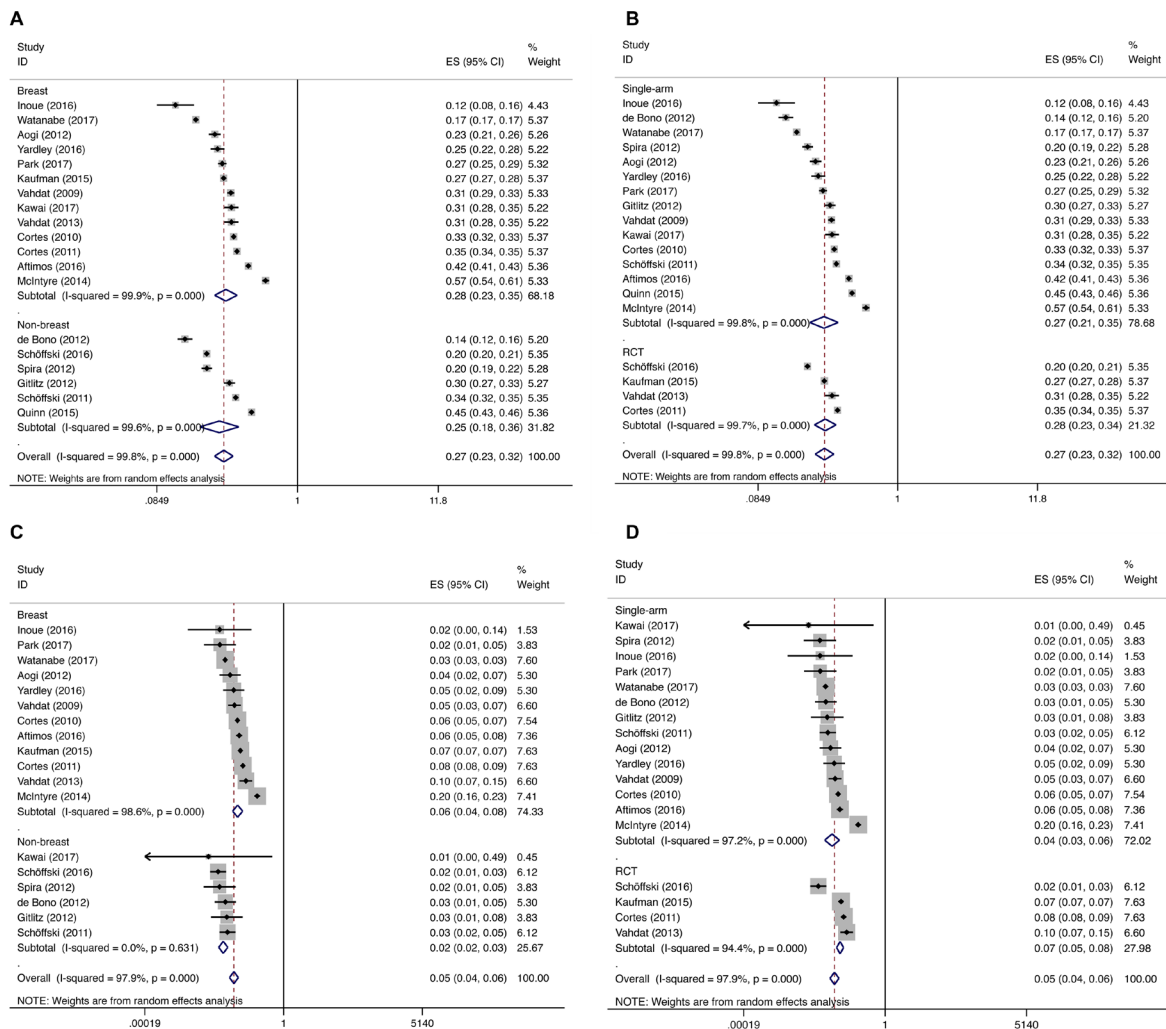 A
Study %
ID ES (95% CI) Weight
Breast
Inoue (2016) 0.12 (0.08, 0.16) 4.43
Watanabe (2017) 0.17 (0.17, 0.17) 5.37
Aogi (2012) 0.23 (0.21, 0.26) 5.26
Yardley (2016) 0.25 (0.22, 0.28) 5.22
Park (2017) 0.27 (0.25, 0.29) 5.32
Kaufman (2015) 0.27 (0.27, 0.28) 5.37
Vahdat (2009) 0.31 (0.29, 0.33) 5.33
Kawai (2017) 0.31 (0.28, 0.35) 5.22
Vahdat (2013) 0.31 (0.28, 0.35) 5.22
Cortes (2010) 0.33 (0.32, 0.33) 5.37
Cortes (2011) 0.35 (0.34, 0.35) 5.37
Aftimos (2016) 0.42 (0.41, 0.43) 5.36
McIntyre (2014) 0.57 (0.54, 0.61) 5.33
Subtotal (I-squared = 99.9%, p = 0.000) 0.28 (0.23, 0.35) 68.18
.
Non-breast
de Bono (2012) 0.14 (0.12, 0.16) 5.20
Schöffski (2016) 0.20 (0.20, 0.21) 5.35
Spira (2012) 0.20 (0.19, 0.22) 5.28
Gitlitz (2012) 0.30 (0.27, 0.33) 5.27
Schöffski (2011) 0.34 (0.32, 0.35) 5.35
Quinn (2015) 0.45 (0.43, 0.46) 5.36
Subtotal (I-squared = 99.6%, p = 0.000) 0.25 (0.18, 0.36) 31.82
.
Overall (I-squared = 99.8%, p = 0.000) 0.27 (0.23, 0.32) 100.00
NOTE: Weights are from random effects analysis
.0849 1 11.8
B
Study %
ID ES (95% CI) Weight
Single-arm
Inoue (2016) 0.12 (0.08, 0.16) 4.43
de Bono (2012) 0.14 (0.12, 0.16) 5.20
Watanabe (2017) 0.17 (0.17, 0.17) 5.37
Spira (2012) 0.20 (0.19, 0.22) 5.28
Aogi (2012) 0.23 (0.21, 0.26) 5.26
Yardley (2016) 0.25 (0.22, 0.28) 5.22
Park (2017) 0.27 (0.25, 0.29) 5.32
Gitlitz (2012) 0.30 (0.27, 0.33) 5.27
Vahdat (2009) 0.31 (0.29, 0.33) 5.33
Kawai (2017) 0.31 (0.28, 0.35) 5.22
Cortes (2010) 0.33 (0.32, 0.33) 5.37
Schöffski (2011) 0.34 (0.32, 0.35) 5.35
Aftimos (2016) 0.42 (0.41, 0.43) 5.36
Quinn (2015) 0.45 (0.43, 0.46) 5.36
McIntyre (2014) 0.57 (0.54, 0.61) 5.33
Subtotal (I-squared = 99.8%, p = 0.000) 0.27 (0.21, 0.35) 78.68
.
RCT
Schöffski (2016) 0.20 (0.20, 0.21) 5.35
Kaufman (2015) 0.27 (0.27, 0.28) 5.37
Vahdat (2013) 0.31 (0.28, 0.35) 5.22
Cortes (2011) 0.35 (0.34, 0.35) 5.37
Subtotal (I-squared = 99.7%, p = 0.000) 0.28 (0.23, 0.34) 21.32
.
Overall (I-squared = 99.8%, p = 0.000) 0.27 (0.23, 0.32) 100.00
NOTE: Weights are from random effects analysis
.0849 1 11.8
C
Study %
ID ES (95% CI) Weight
Breast
Inoue (2016) 0.02 (0.00, 0.14) 1.53
Park (2017) 0.02 (0.01, 0.05) 3.83
Watanabe (2017) 0.03 (0.03, 0.03) 7.60
Aogi (2012) 0.04 (0.02, 0.07) 5.30
Yardley (2016) 0.05 (0.02, 0.09) 5.30
Vahdat (2009) 0.05 (0.03, 0.07) 6.60
Cortes (2010) 0.06 (0.05, 0.07) 7.54
Aftimos (2016) 0.06 (0.05, 0.08) 7.36
Kaufman (2015) 0.07 (0.07, 0.07) 7.63
Cortes (2011) 0.08 (0.08, 0.09) 7.63
Vahdat (2013) 0.10 (0.07, 0.15) 6.60
McIntyre (2014) 0.20 (0.16, 0.23) 7.41
Subtotal (I-squared = 98.6%, p = 0.000) 0.06 (0.04, 0.08) 74.33
.
Non-breast
Kawai (2017) 0.01 (0.00, 0.49) 0.45
Schöffski (2016) 0.02 (0.01, 0.03) 6.12
Spira (2012) 0.02 (0.01, 0.05) 3.83
de Bono (2012) 0.03 (0.01, 0.05) 5.30
Gitlitz (2012) 0.03 (0.01, 0.08) 3.83
Schöffski (2011) 0.03 (0.02, 0.05) 6.12
Subtotal (I-squared = 0.0%, p = 0.631) 0.02 (0.02, 0.03) 25.67
.
Overall (I-squared = 97.9%, p = 0.000) 0.05 (0.04, 0.06) 100.00
NOTE: Weights are from random effects analysis
.00019 1 5140
D
Study %
ID ES (95% CI) Weight
Single-arm
Kawai (2017) 0.01 (0.00, 0.49) 0.45
Spira (2012) 0.02 (0.01, 0.05) 3.83
Inoue (2016) 0.02 (0.00, 0.14) 1.53
Park (2017) 0.02 (0.01, 0.05) 3.83
Watanabe (2017) 0.03 (0.03, 0.03) 7.60
de Bono (2012) 0.03 (0.01, 0.05) 5.30
Gitlitz (2012) 0.03 (0.01, 0.08) 3.83
Schöffski (2011) 0.03 (0.02, 0.05) 6.12
Aogi (2012) 0.04 (0.02, 0.07) 5.30
Yardley (2016) 0.05 (0.02, 0.09) 5.30
Vahdat (2009) 0.05 (0.03, 0.07) 6.60
Cortes (2010) 0.06 (0.05, 0.07) 7.54
Aftimos (2016) 0.06 (0.05, 0.08) 7.36
McIntyre (2014) 0.20 (0.16, 0.23) 7.41
Subtotal (I-squared = 97.2%, p = 0.000) 0.04 (0.03, 0.06) 72.02
.
RCT
Schöffski (2016) 0.02 (0.01, 0.03) 6.12
Kaufman (2015) 0.07 (0.07, 0.07) 7.63
Cortes (2011) 0.08 (0.08, 0.09) 7.63
Vahdat (2013) 0.10 (0.07, 0.15) 6.60
Subtotal (I-squared = 94.4%, p = 0.000) 0.07 (0.05, 0.08) 27.98
.
Overall (I-squared = 97.9%, p = 0.000) 0.05 (0.04, 0.06) 100.00
NOTE: Weights are from random effects analysis
.00019 1 5140